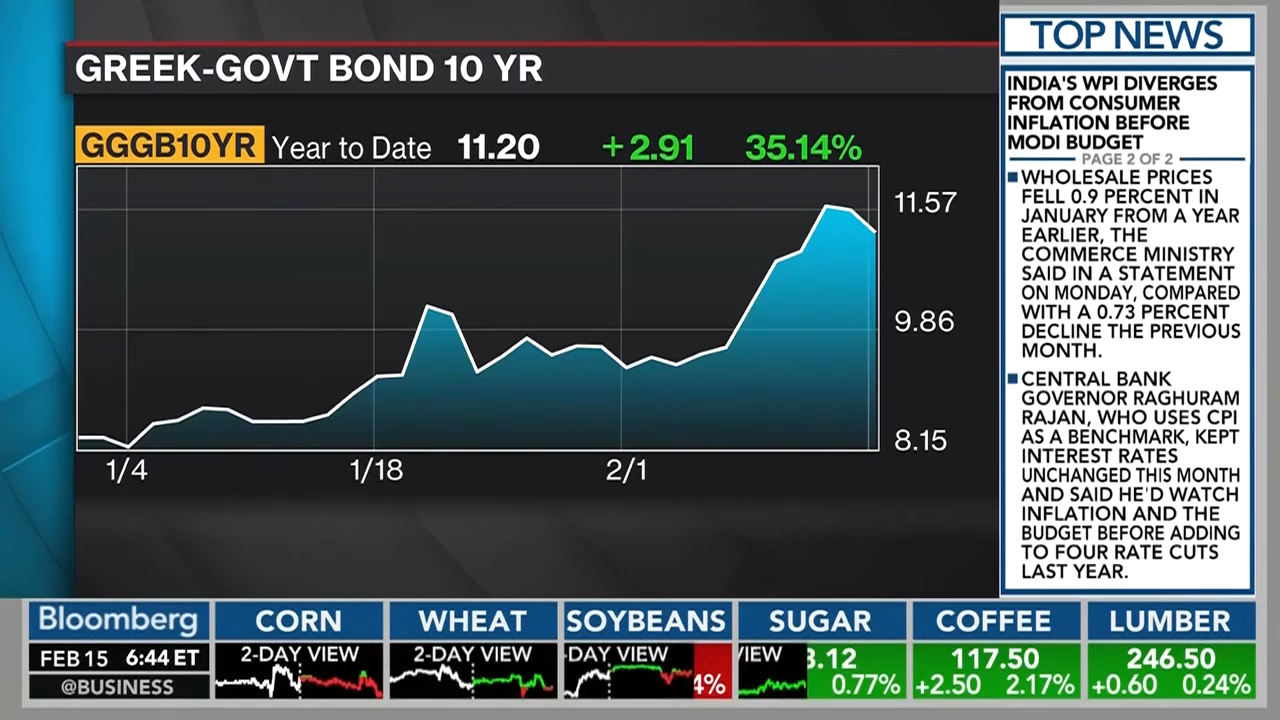 GREEK-GOVT BOND 10 YR
GGGB10YR Year to Date 11.20 +2.91 35.14%
11.57
9.86
8.15
1/4 1/18 2/1
TOP NEWS
INDIA'S WPI DIVERGES
FROM CONSUMER
INFLATION BEFORE
MODI BUDGET
PAGE 2 OF 2
WHOLESALE PRICES
FELL 0.9 PERCENT IN
JANUARY FROM A YEAR
EARLIER, THE
COMMERCE MINISTRY
SAID IN A STATEMENT
ON MONDAY, COMPARED
WITH A 0.73 PERCENT
DECLINE THE PREVIOUS
MONTH.
CENTRAL BANK
GOVERNOR RAGHURAM
RAJAN, WHO USES CPI
AS A BENCHMARK, KEPT
INTEREST RATES
UNCHANGED THIS MONTH
AND SAID HE'D WATCH
INFLATION AND THE
BUDGET BEFORE ADDING
TO FOUR RATE CUTS
LAST YEAR.
Bloomberg
FEB 15 6:44 ET
@BUSINESS
CORN
2-DAY VIEW
WHEAT
2-DAY VIEW
SOYBEANS
-DAY VIEW
4%
SUGAR
3.12
0.77%
COFFEE
117.50
+2.50 2.17%
LUMBER
246.50
+0.60 0.24%